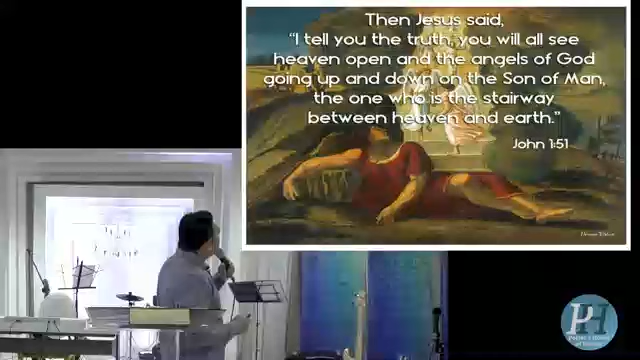 Then Jesus said,
“I tell you the truth, you will all see
heaven open and the angels of God
going up and down on the Son of Man,
the one who is the stairway
between heaven and earth.”
John 1:51
PH